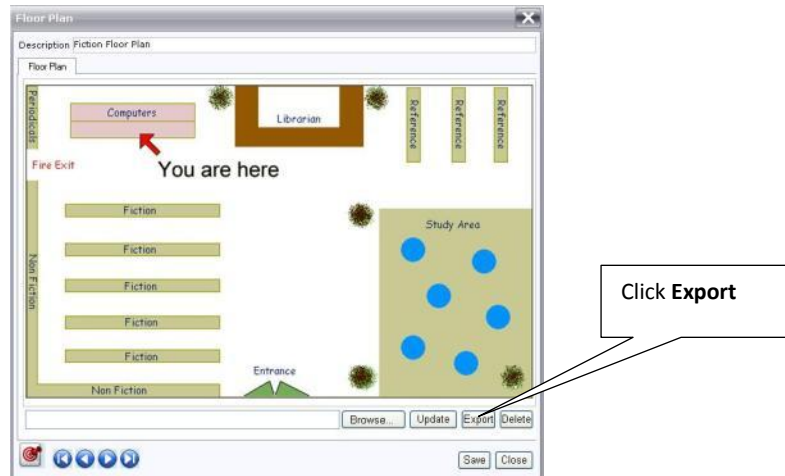 Floor Plan
Description Fiction Floor Plan
Floor Plan
Periodicals
Computers
Librarian
Reference
Reference
Reference
Fire Exit
You are here
Fiction
Study Area
Fiction
Non Fiction
Fiction
Click Export
Fiction
Fiction
Entrance
Non Fiction
Browse... Update Export Delete
Save Close